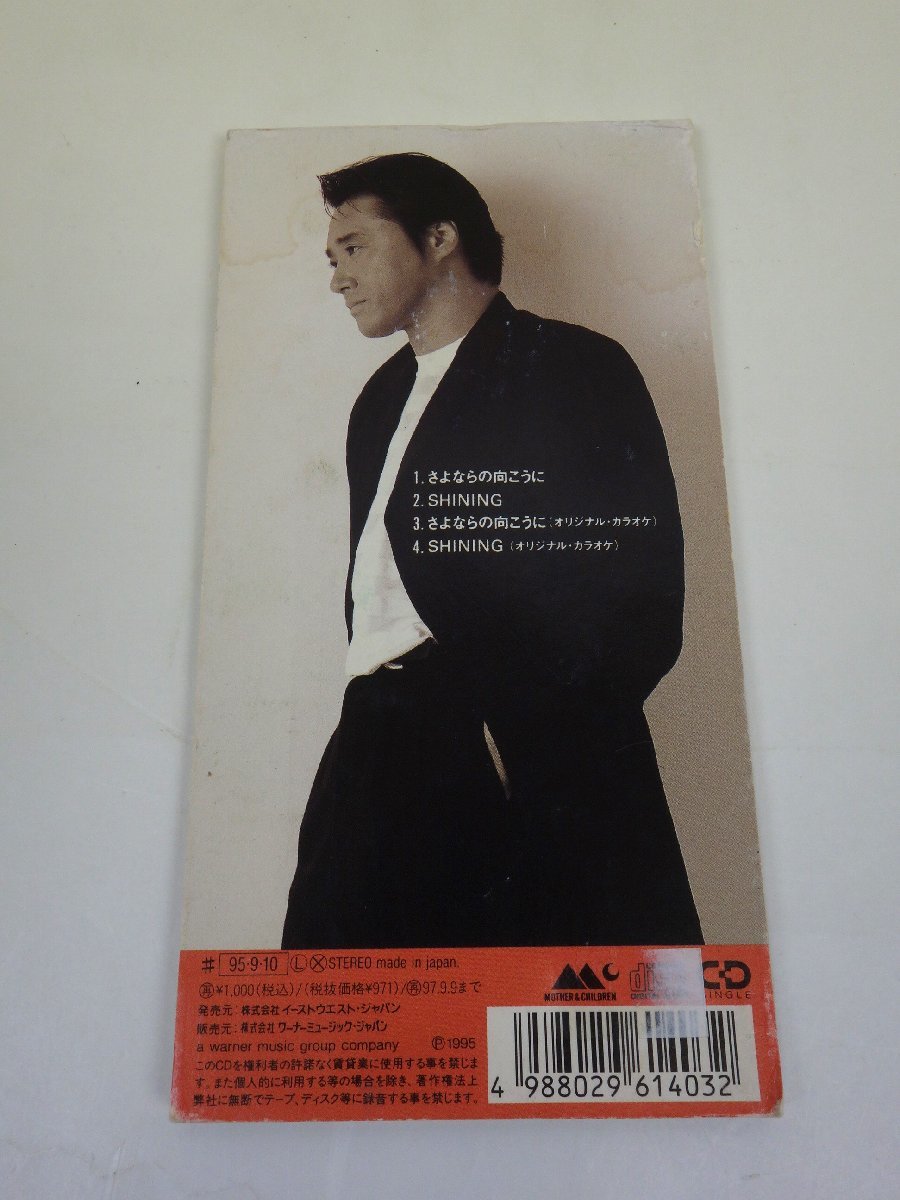 1. さよならの向こうに
2. SHINING
3. さよならの向こうに(オリジナル・カラオケ)
4. SHINING (オリジナル・カラオケ)
♯ 95・9・10 Ⓛ Ⓧ STEREO made in japan.
㊢¥1,000(税込)/(税抜価格¥971)/97.9.9まで
発売元: 株式会社イーストウエスト・ジャパン
販売元: 株式会社ワーナーミュージック・ジャパン
a warner music group company Ⓟ1995
このCDを権利者の許諾なく賃貸業に使用する事を禁じま
す。また個人的に利用する等の場合を除き、著作権法上
弊社に無断でテープ、ディスク等に録音する事を禁じます。
MOTHER & CHILDREN
CD
SINGLE
4 988029 614032